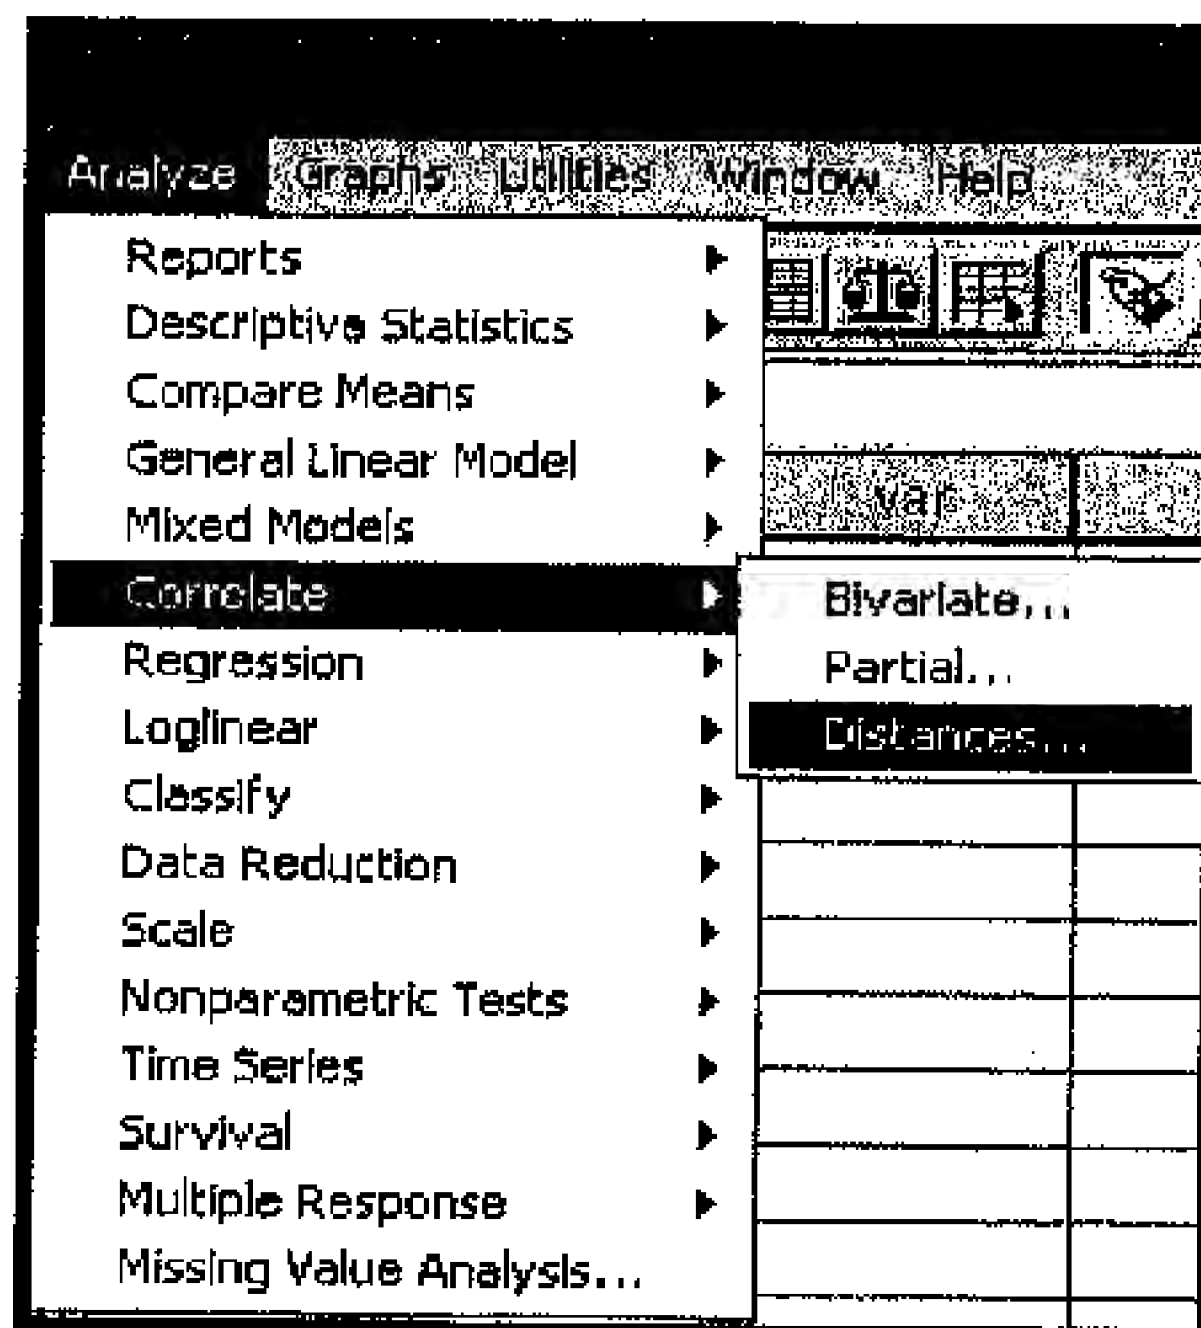 Analyze Graphs Utilities Window Help
Reports
Descriptive Statistics
Compare Means
General Linear Model
var
Mixed Models
Correlate
Bivariate...
Regression
Partial...
Loglinear
Distances...
Classify
Data Reduction
Scale
Nonparametric Tests
Time Series
Survival
Multiple Response
Missing Value Analysis...